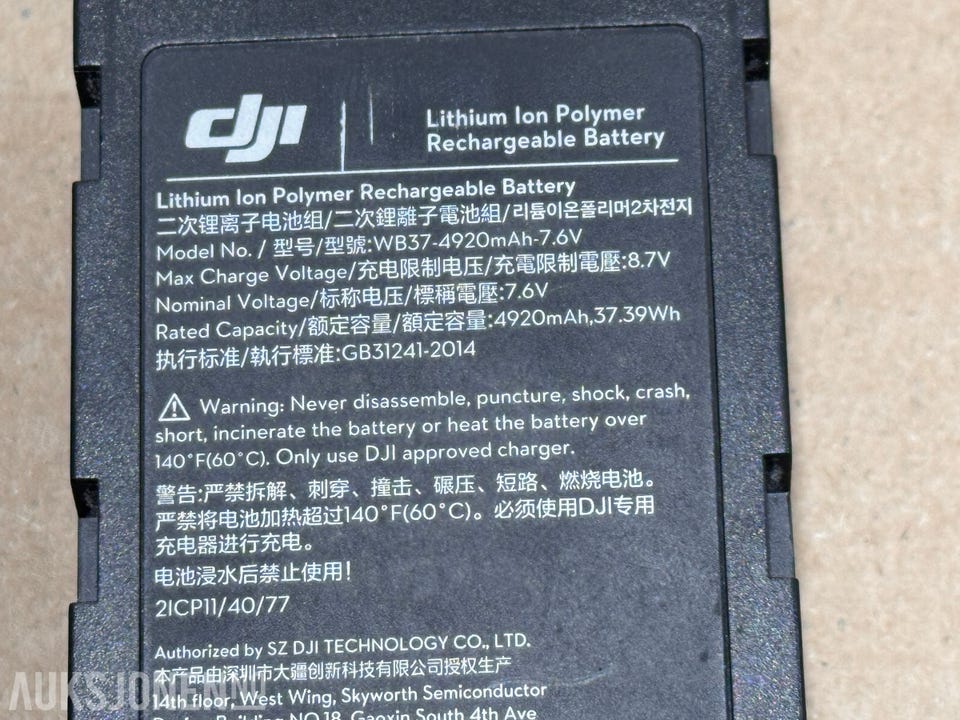 dji
Lithium Ion Polymer
Rechargeable Battery
Lithium Ion Polymer Rechargeable Battery
二次锂离子电池组/二次鋰離子電池組/리튬이온폴리머2차전지
Model No. / 型号/型號:WB37-4920mAh-7.6V
Max Charge Voltage/充电限制电压/充電限制電壓:8.7V
Nominal Voltage/标称电压/標稱電壓:7.6V
Rated Capacity/额定容量/額定容量:4920mAh,37.39Wh
执行标准/執行標準:GB31241-2014
Warning: Never disassemble, puncture, shock, crash,
short, incinerate the battery or heat the battery over
140°F(60°C). Only use DJI approved charger.
警告:严禁拆解、刺穿、撞击、碾压、短路、燃烧电池。
严禁将电池加热超过140°F(60°C)。必须使用DJI专用
充电器进行充电。
电池浸水后禁止使用!
2ICP11/40/77
Authorized by SZ DJI TECHNOLOGY CO., LTD.
本产品由深圳市大疆创新科技有限公司授权生产
14th floor, West Wing, Skyworth Semiconductor
Design Building NO.18, Gaoxin South 4th Ave
AUKSJONEN.NO